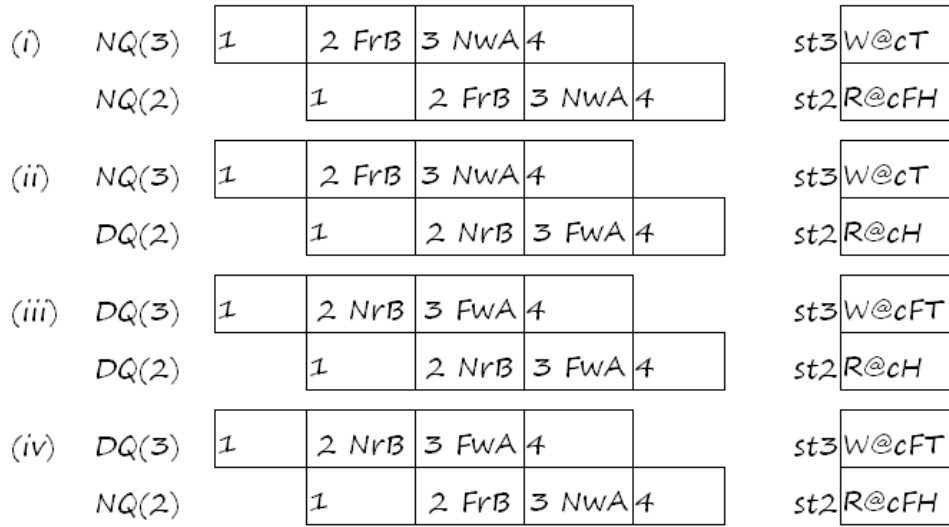 (i) NQ(3) 1 2 FrB 3 NwA 4 st3 W@cT
NQ(2) 1 2 FrB 3 NwA 4 st2 R@cFH
(ii) NQ(3) 1 2 FrB 3 NwA 4 st3 W@cT
DQ(2) 1 2 NrB 3 FwA 4 st2 R@cH
(iii) DQ(3) 1 2 NrB 3 FwA 4 st3 W@cFT
DQ(2) 1 2 NrB 3 FwA 4 st2 R@cH
(iv) DQ(3) 1 2 NrB 3 FwA 4 st3 W@cFT
NQ(2) 1 2 FrB 3 NwA 4 st2 R@cFH